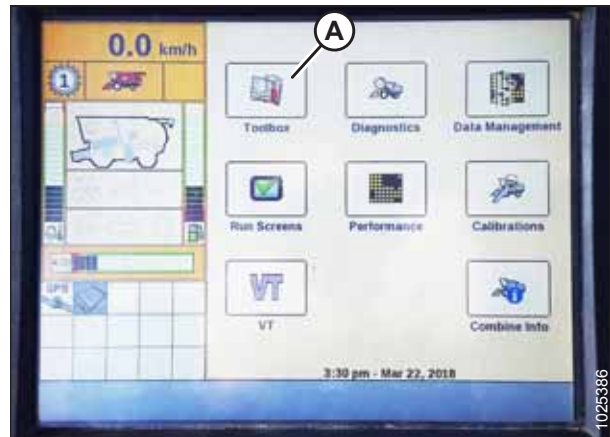 A
0.0 km/h
1
Toolbox
Diagnostics
Data Management
Run Screens
Performance
Calibrations
GPS
VT
VT
Combine Info
3:30 pm - Mar 22, 2018
1025386